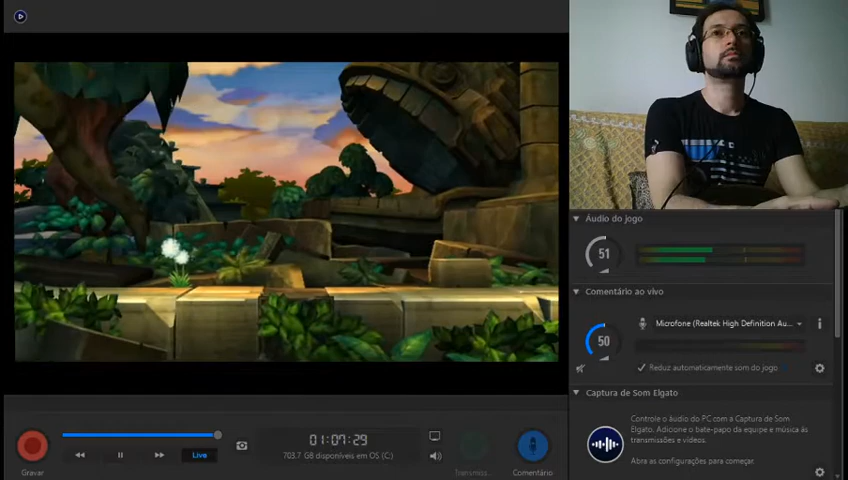 Áudio do jogo
51
Comentário ao vivo
50
Microfone (Realtek High Definition Au...
Reduz automaticamente som do jogo
Captura de Som Elgato
Controle o áudio do PC com a Captura de Som
Elgato. Adicione o bate-papo da equipe e música às
transmissões e vídeos.
Abra as configurações para começar.
01:07:29
703.7 GB disponíveis em OS (C:)
Live
Gravar
Transmiss...
Comentário